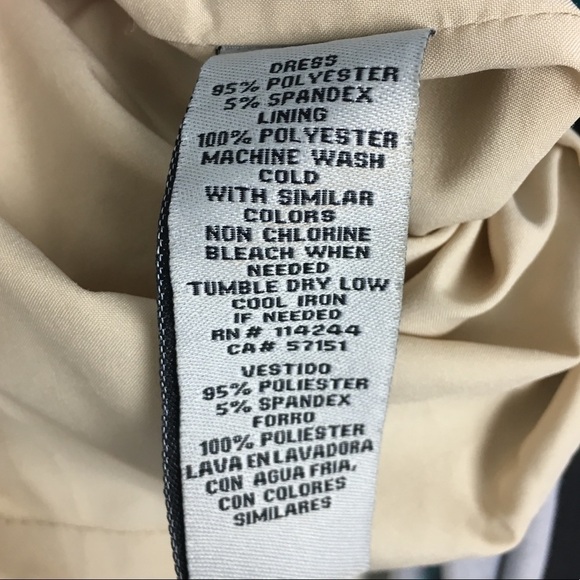 DRESS
95% POLYESTER
5% SPANDEX
LINING
100% POLYESTER
MACHINE WASH
COLD
WITH SIMILAR
COLORS
NON CHLORINE
BLEACH WHEN
NEEDED
TUMBLE DRY LOW
COOL IRON
IF NEEDED
RN# 114244
CA# 57151
VESTIDO
95% POLIESTER
5% SPANDEX
FORRO
100% POLIESTER
LAVA EN LAVADORA
CON AGUA FRIA,
CON COLORES
SIMILARES